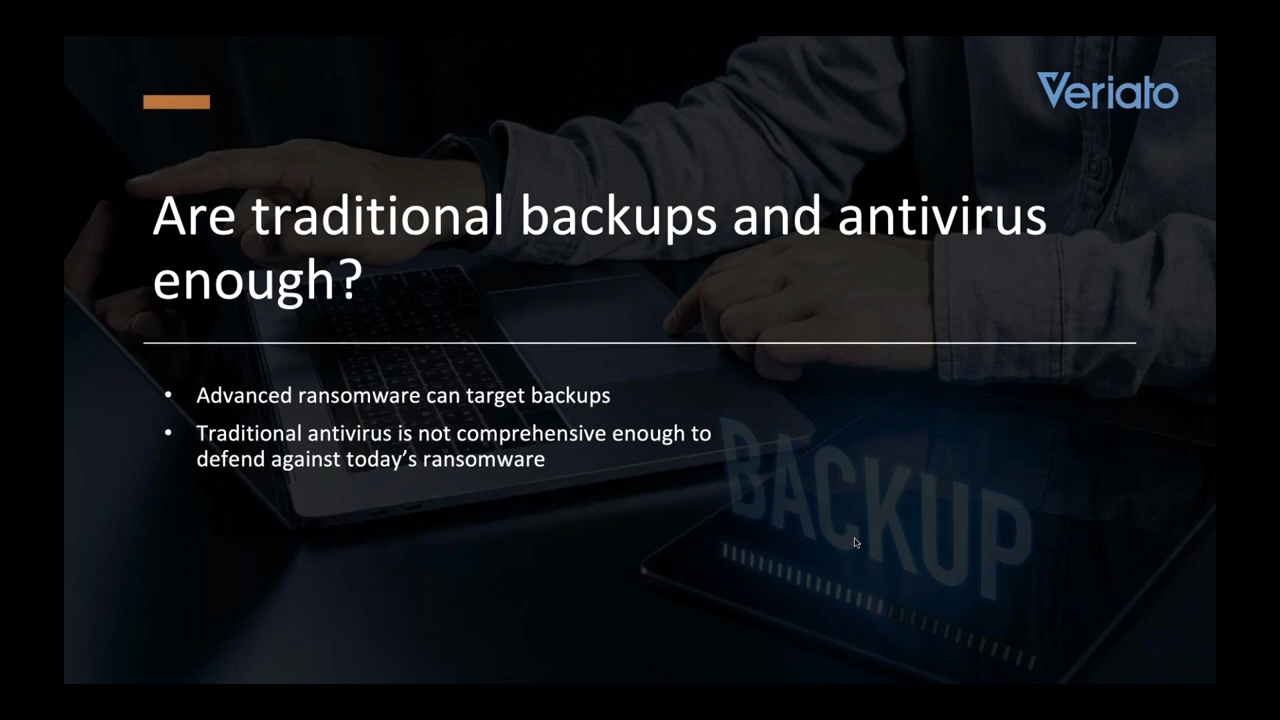 Veriato
Are traditional backups and antivirus
enough?
• Advanced ransomware can target backups
• Traditional antivirus is not comprehensive enough to
defend against today’s ransomware
BACKUP